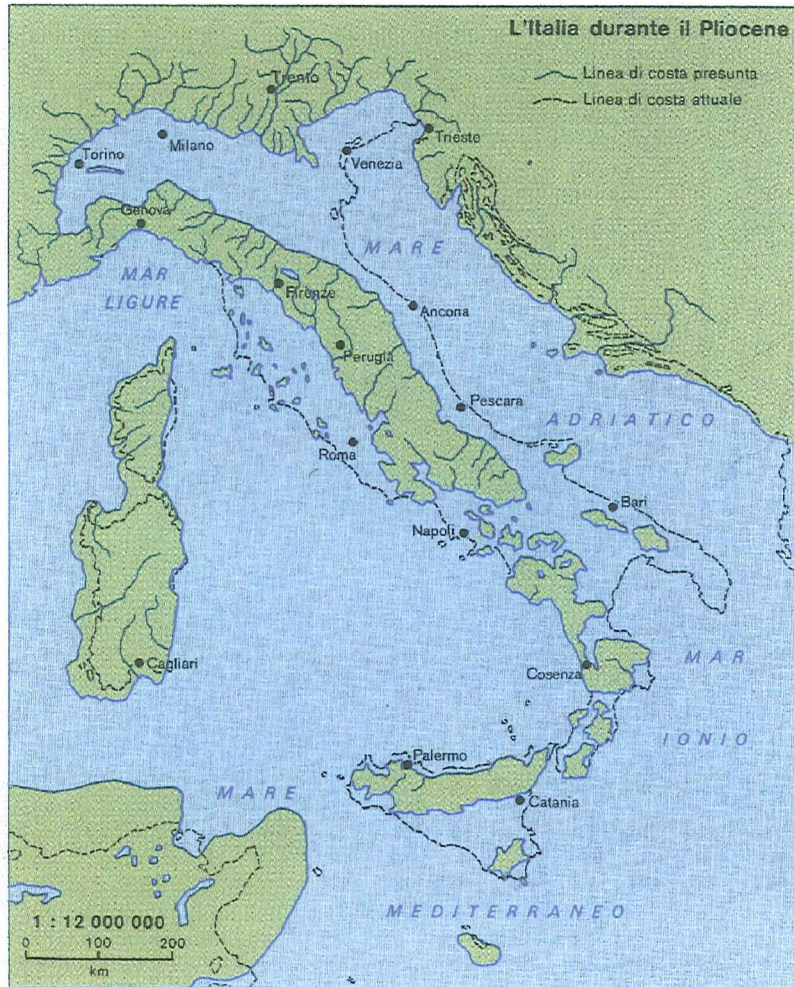 L'Italia durante il Pliocene
Linea di costa presunta
Linea di costa attuale
Trento
Trieste
Milano
Venezia
Torino
Genova
MARE
MAR
LIGURE
Firenze
Ancona
Perugia
Pescara
ADRIATICO
Roma
Bari
Napoli
Cagliari
Cosenza
MAR
IONIO
Palermo
MARE
Catania
MEDITERRANEO
1 : 12 000 000
0 100 200
km